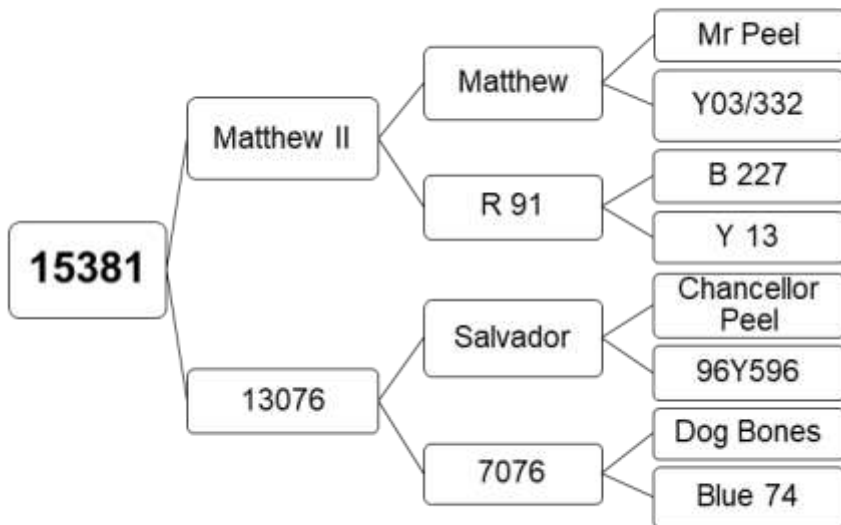 Mr Peel
Matthew
Y03/332
Matthew II
B 227
R 91
Y 13
15381
Chancellor
Peel
Salvador
96Y596
13076
Dog Bones
7076
Blue 74